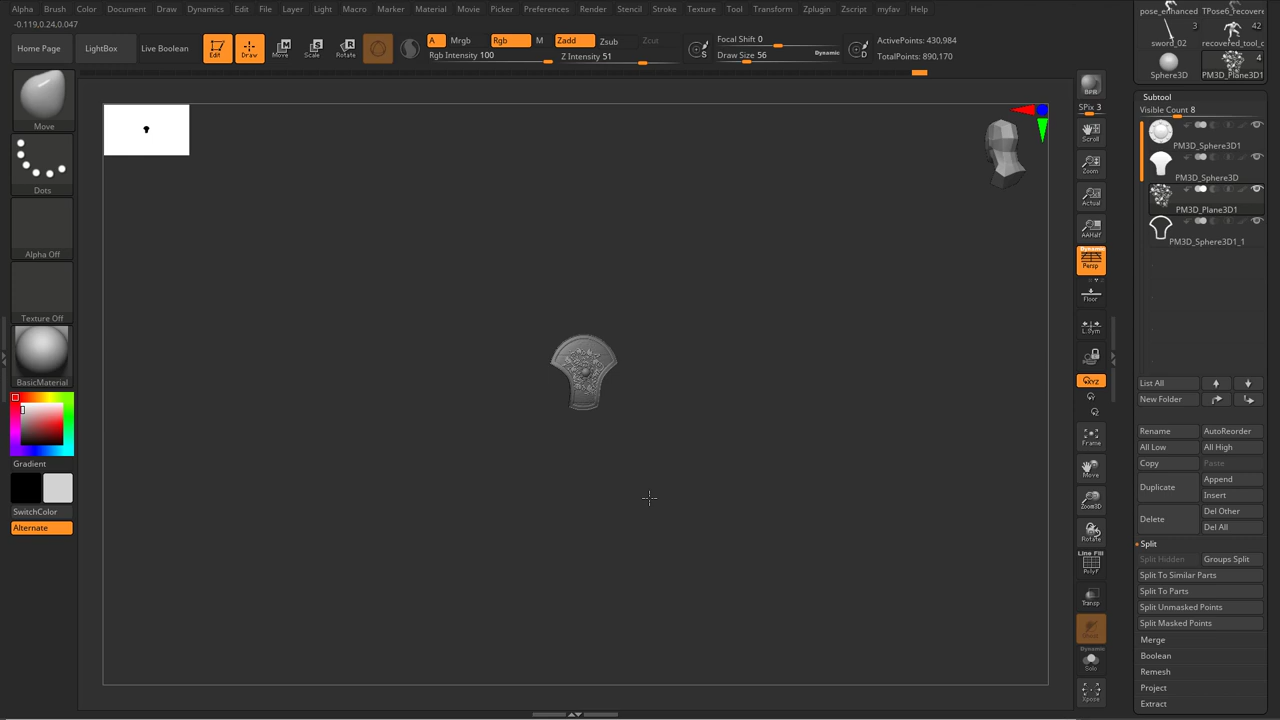 Alpha Brush Color Document Draw Dynamics Edit File Layer Light Macro Marker Material Movie Picker Preferences Render Stencil Stroke Texture Tool Transform Zplugin Zscript myfav Help
-0.119,0.24,0.047
Home Page LightBox Live Boolean Edit Draw Move Scale Rotate A Mrgb Rgb M Zadd Zsub Zcut Focal Shift 0 ActivePoints: 430,984
Rgb Intensity 100 Z Intensity 51 S Draw Size 56 Dynamic D TotalPoints: 890,170
Move
Dots
Alpha Off
Texture Off
BasicMaterial
Gradient
SwitchColor
Alternate
BPR
SPix 3
Scroll
Zoom
Actual
AAHalf
Dynamic
Persp
Floor
L.Sym
XYZ
Frame
Move
Zoom3D
Rotate
Line Fill
PolyF
Transp
Dynamic
Solo
Xpose
pose_enhanced TPose6_recovere
3 42
sword_02 recovered_tool_c
4
Sphere3D PM3D_Plane3D1
Subtool
Visible Count 8
PM3D_Sphere3D1
PM3D_Sphere3D
PM3D_Plane3D1
PM3D_Sphere3D1_1
List All
New Folder
Rename AutoReorder
All Low All High
Copy Paste
Duplicate Append
Insert
Delete Del Other
Del All
Split
Split Hidden Groups Split
Split To Similar Parts
Split To Parts
Split Unmasked Points
Split Masked Points
Merge
Boolean
Remesh
Project
Extract